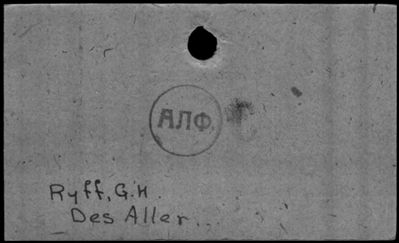 АЛФ
Ryff, G.H.
Des Aller...